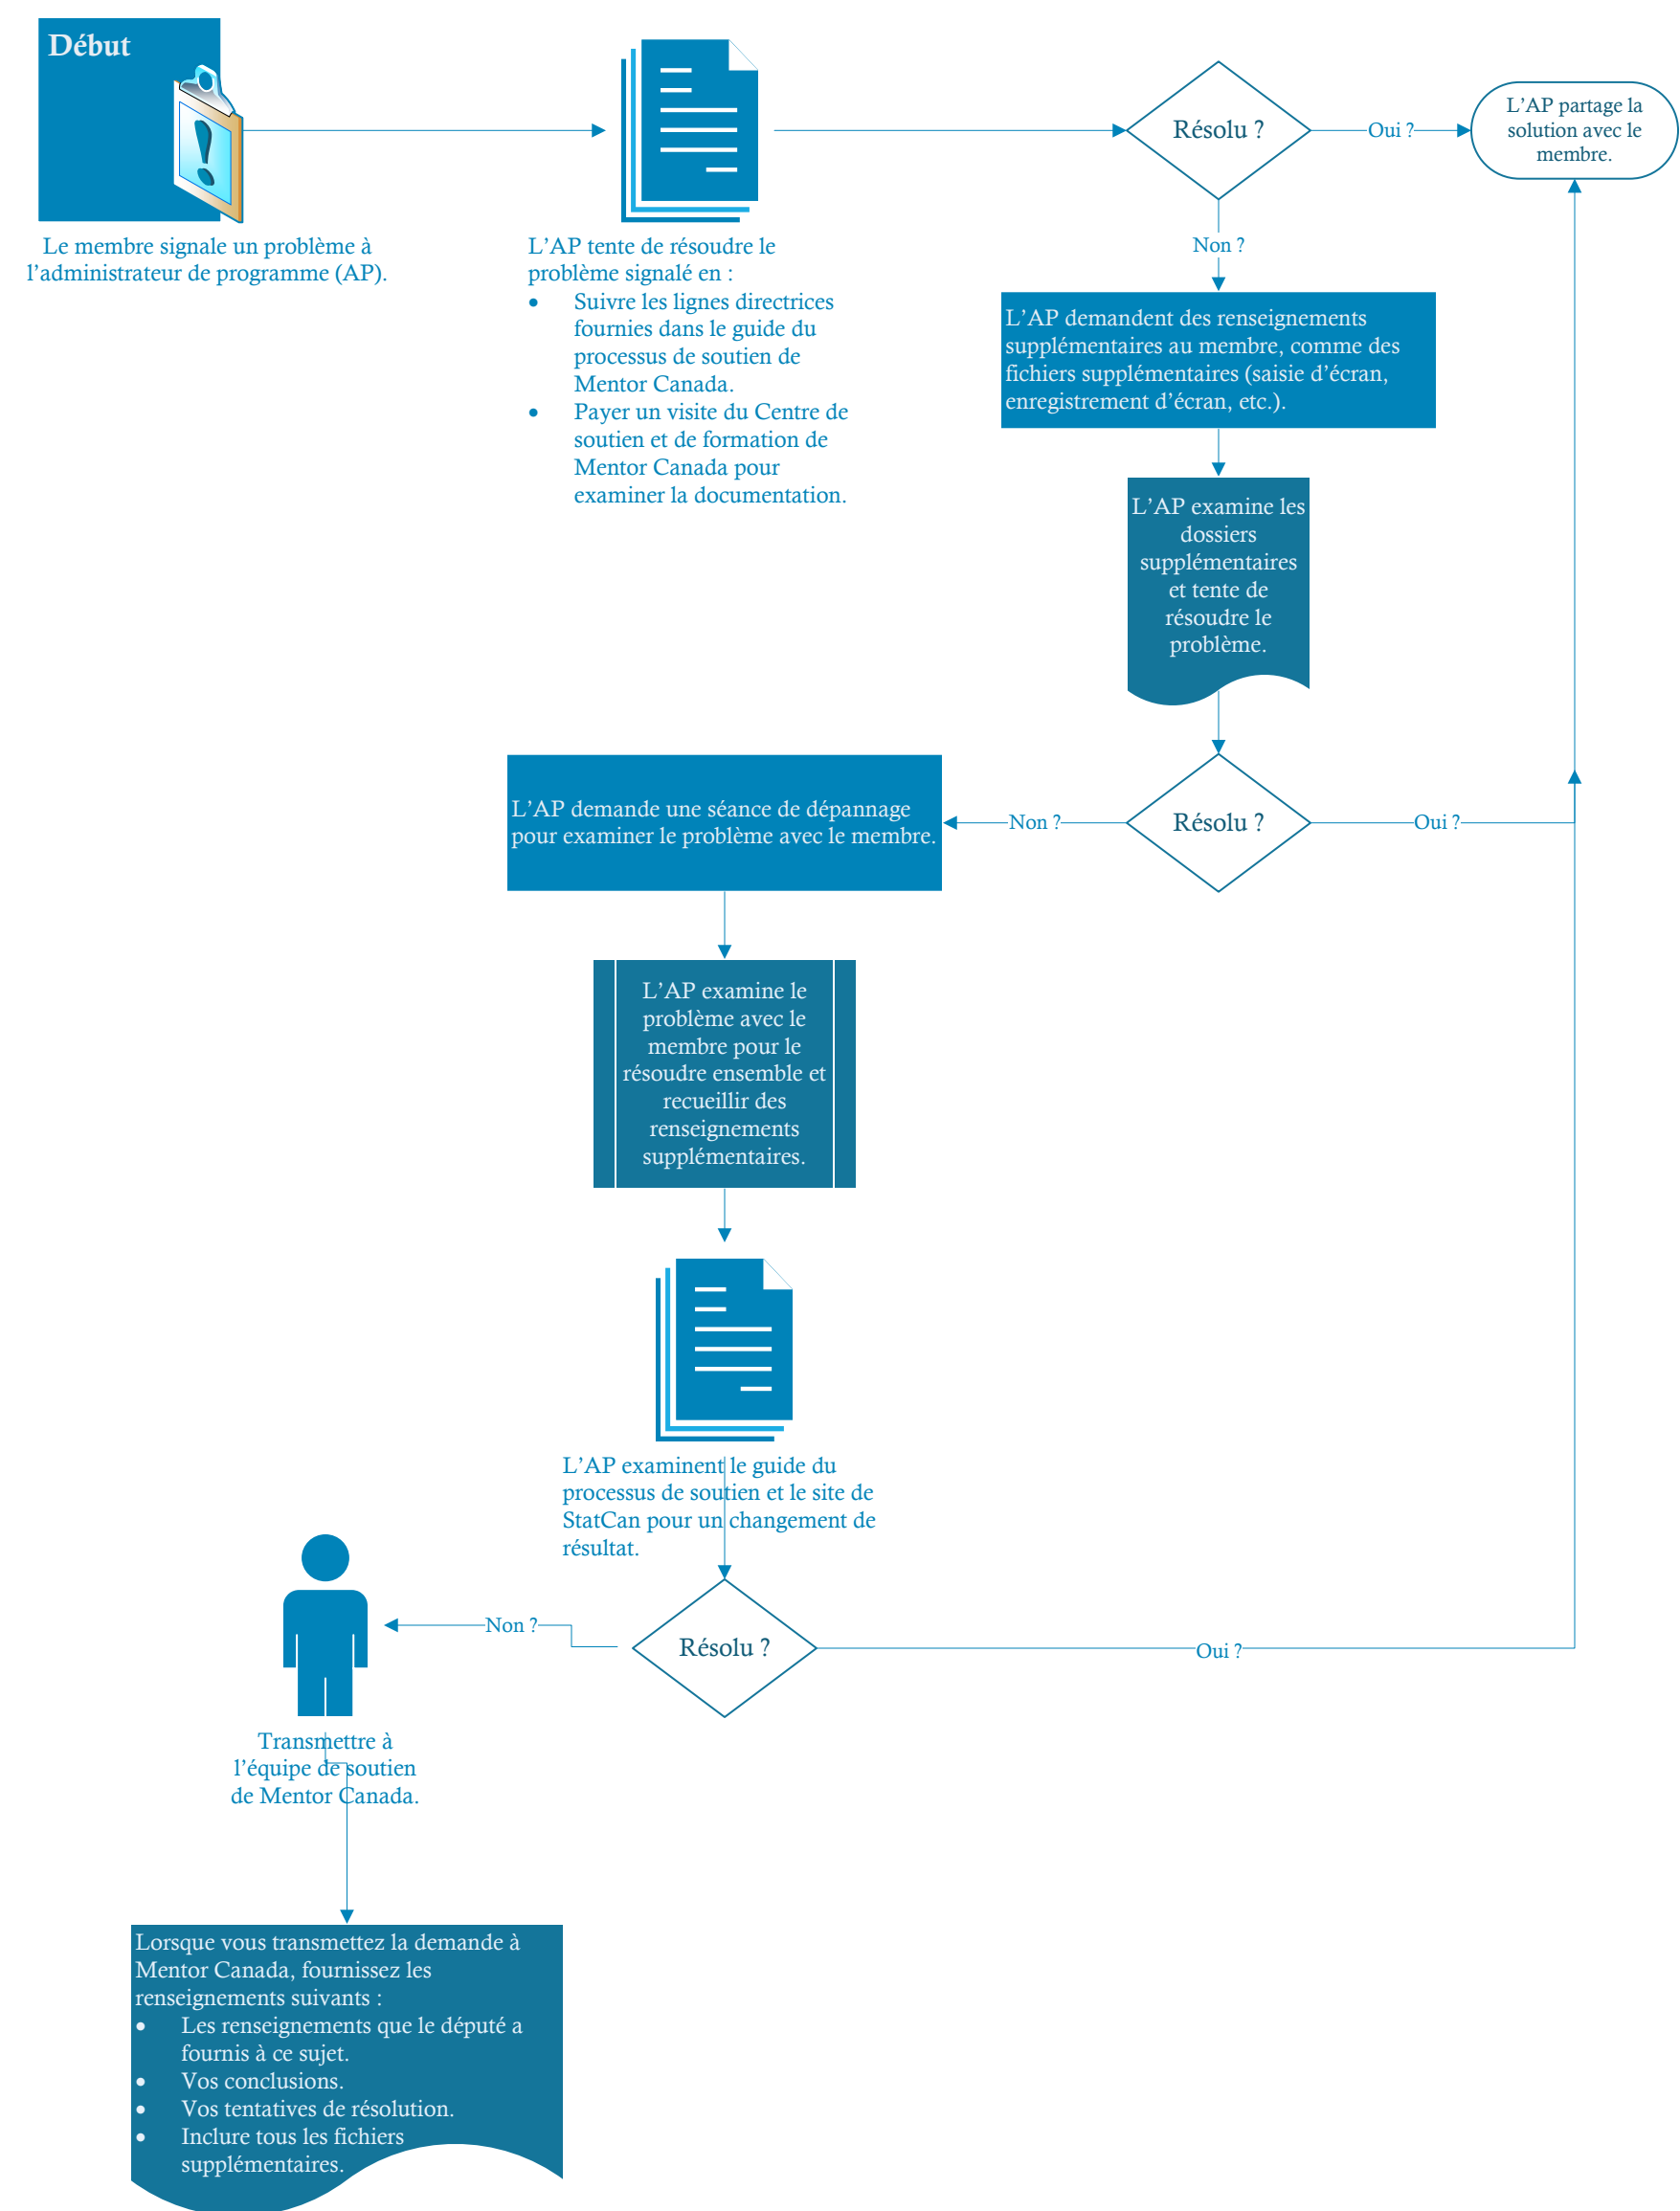 Début
Le membre signale un problème à
l’administrateur de programme (AP).
L’AP tente de résoudre le
problème signalé en :
• Suivre les lignes directrices
fournies dans le guide du
processus de soutien de
Mentor Canada.
• Payer un visite du Centre de
soutien et de formation de
Mentor Canada pour
examiner la documentation.
Résolu ?
Oui ?
L’AP partage la
solution avec le
membre.
Non ?
L’AP demandent des renseignements
supplémentaires au membre, comme des
fichiers supplémentaires (saisie d’écran,
enregistrement d’écran, etc.).
L’AP examine les
dossiers
supplémentaires
et tente de
résoudre le
problème.
Résolu ?
Oui ?
Non ?
L’AP demande une séance de dépannage
pour examiner le problème avec le membre.
L’AP examine le
problème avec le
membre pour le
résoudre ensemble et
recueillir des
renseignements
supplémentaires.
L’AP examinent le guide du
processus de soutien et le site de
StatCan pour un changement de
résultat.
Résolu ?
Oui ?
Non ?
Transmettre à
l’équipe de soutien
de Mentor Canada.
Lorsque vous transmettez la demande à
Mentor Canada, fournissez les
renseignements suivants :
• Les renseignements que le député a
fournis à ce sujet.
• Vos conclusions.
• Vos tentatives de résolution.
• Inclure tous les fichiers
supplémentaires.